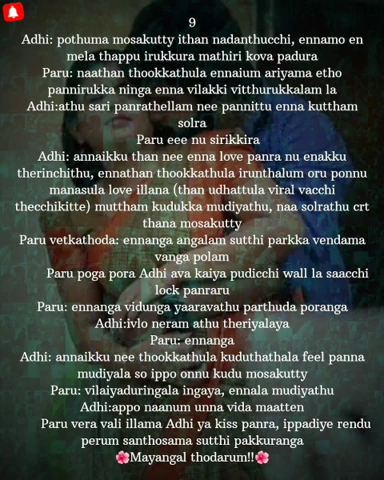 9
Adhi: pothuma mosakutty ithan nadanthucchi, ennamo en
mela thappu irukkura mathiri kova padura
Paru: naathan thookkathula ennaium ariyama etho
pannirukka ninga enna vilakki vitthurukkalam la
Adhi:athu sari panrathellam nee pannittu enna kuttham
solra
Paru eee nu sirikkira
Adhi: annaikku than nee enna love panra nu enakku
therinchithu, ennathan thookkathula irunthalum oru ponnu
manasula love illana (than udhattula viral vacchi
thecchikitte) muttham kudukka mudiyathu, naa solrathu crt
thana mosakutty
Paru vetkathoda: ennanga angalam sutthi parkka vendama
vanga polam
Paru poga pora Adhi ava kaiya pudicchi wall la saacchi
lock panraru
Paru: ennanga vidunga yaaravathu parthuda poranga
Adhi:ivlo neram athu theriyalaya
Paru: ennanga
Adhi: annaikku nee thookkathula kuduthathala feel panna
mudiyala so ippo onnu kudu mosakutty
Paru: vilaiyaduringala ingaya, ennala mudiyathu
Adhi:appo naanum unna vida maatten
Paru vera vali illama Adhi ya kiss panra, ippadiye rendu
perum santhosama sutthi pakkuranga
🌺Mayangal thodarum!!🌺